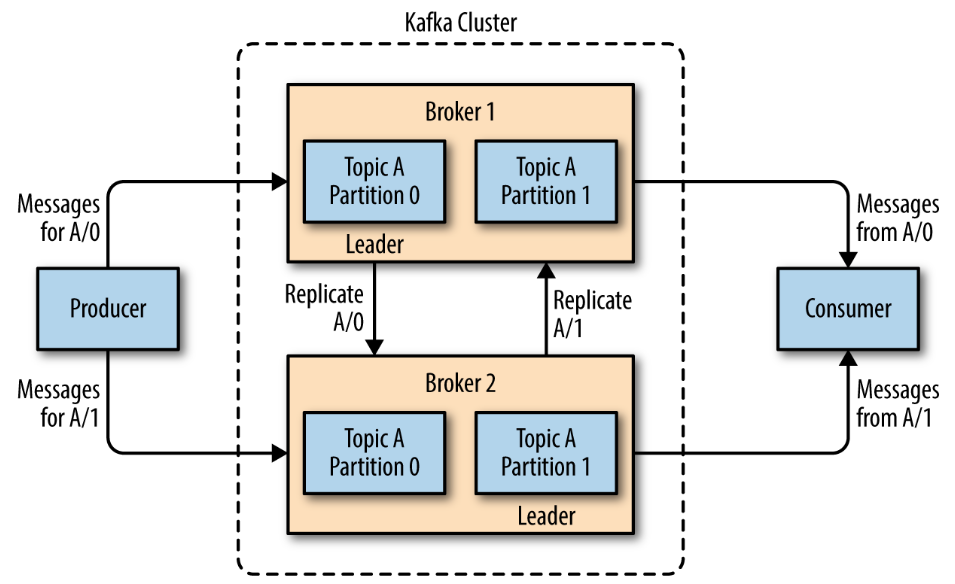 Kafka Cluster
Broker 1
Topic A
Partition 0
Topic A
Partition 1
Leader
Messages
for A/0
Messages
from A/0
Producer
Replicate
A/0
Replicate
A/1
Consumer
Messages
for A/1
Messages
from A/1
Broker 2
Topic A
Partition 0
Topic A
Partition 1
Leader